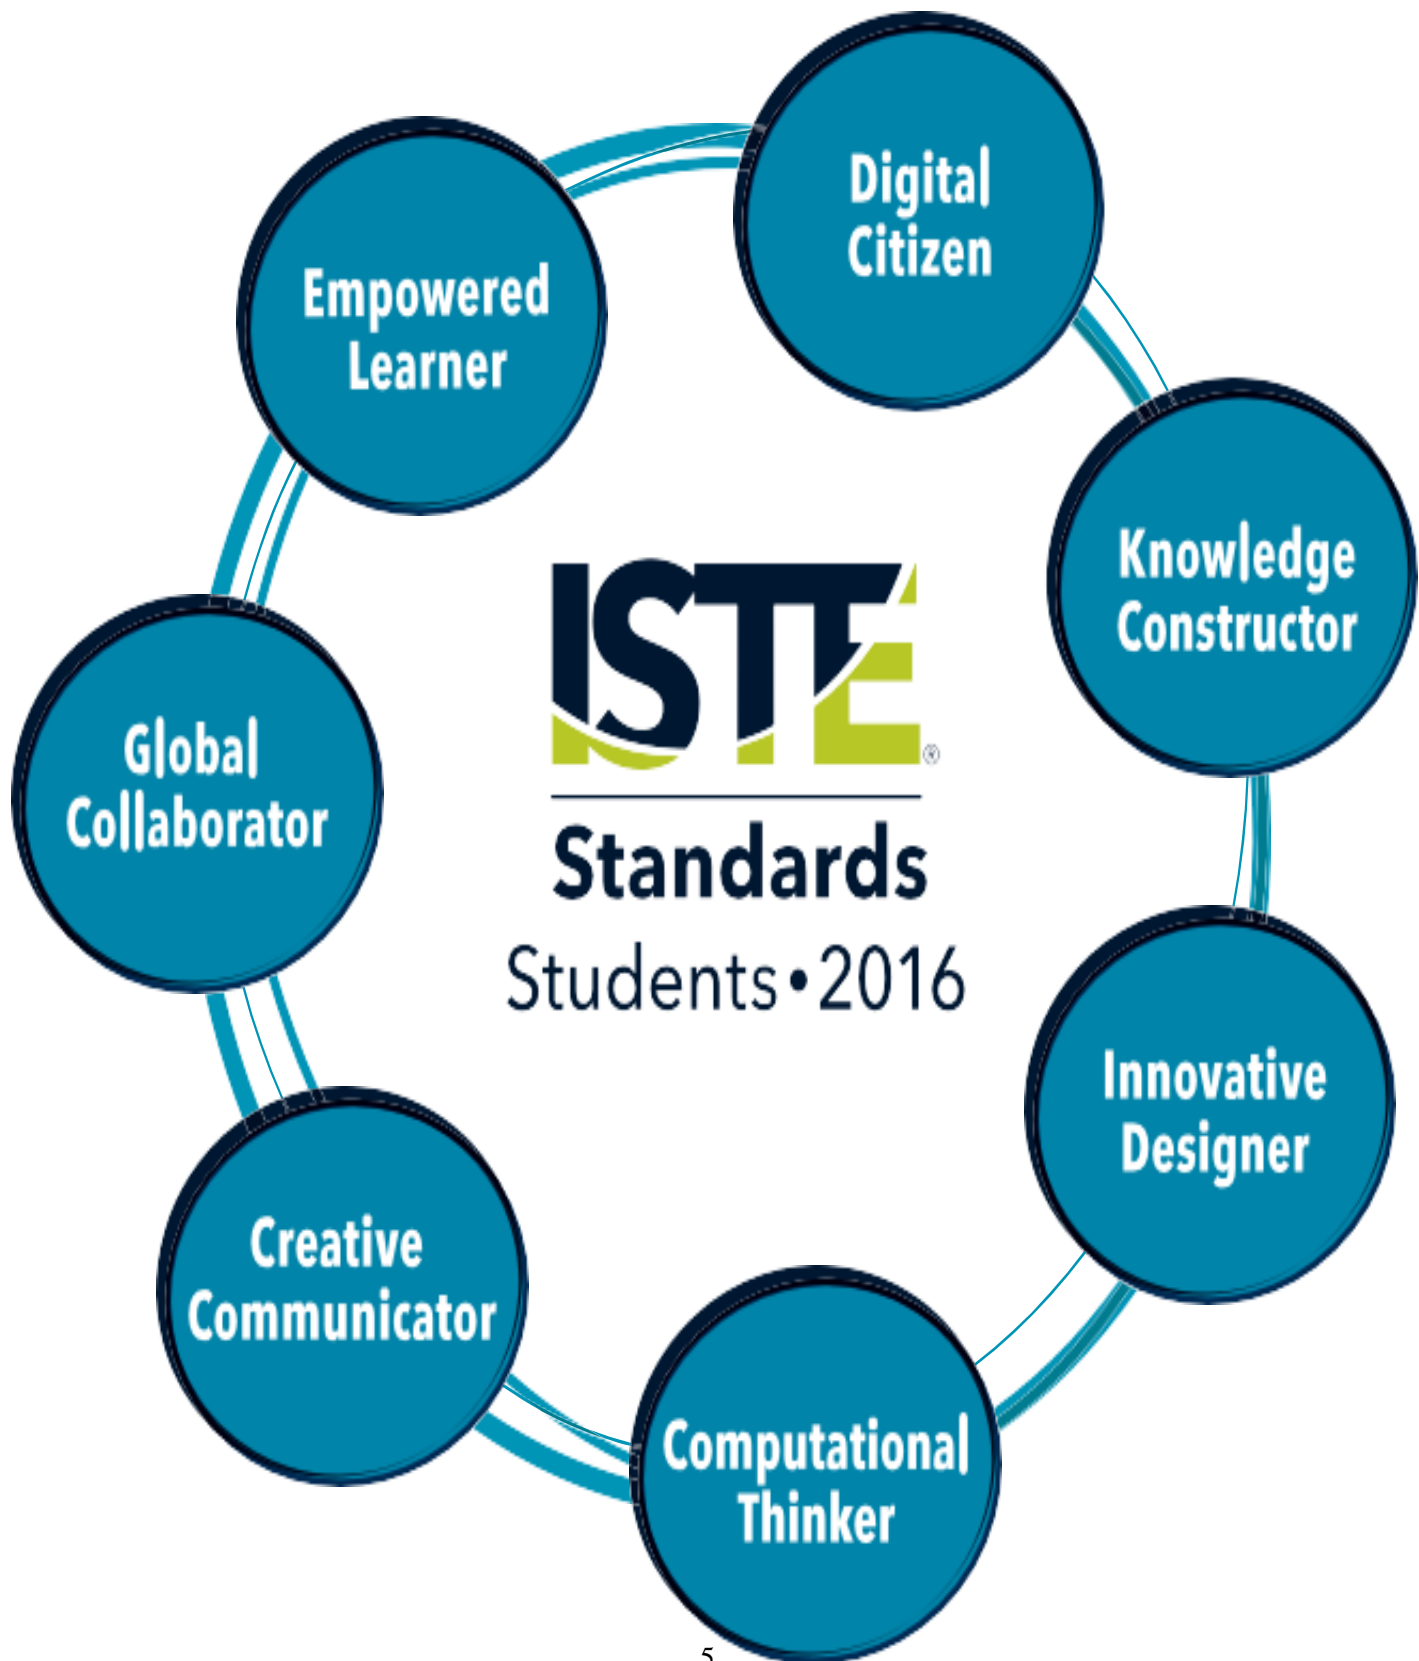 Empowered
Learner
Digital
Citizen
Knowledge
Constructor
Innovative
Designer
Computational
Thinker
Creative
Communicator
Global
Collaborator
ISTE®
Standards
Students•2016
5